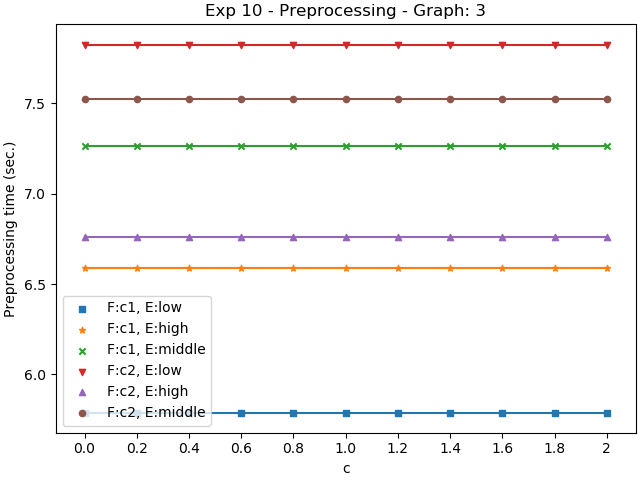 Exp 10 - Preprocessing - Graph: 3
Preprocessing time (sec.)
7.5
7.0
6.5
6.0
F:c1, E:low
F:c1, E:high
F:c1, E:middle
F:c2, E:low
F:c2, E:high
F:c2, E:middle
0.0 0.2 0.4 0.6 0.8 1.0 1.2 1.4 1.6 1.8 2
c